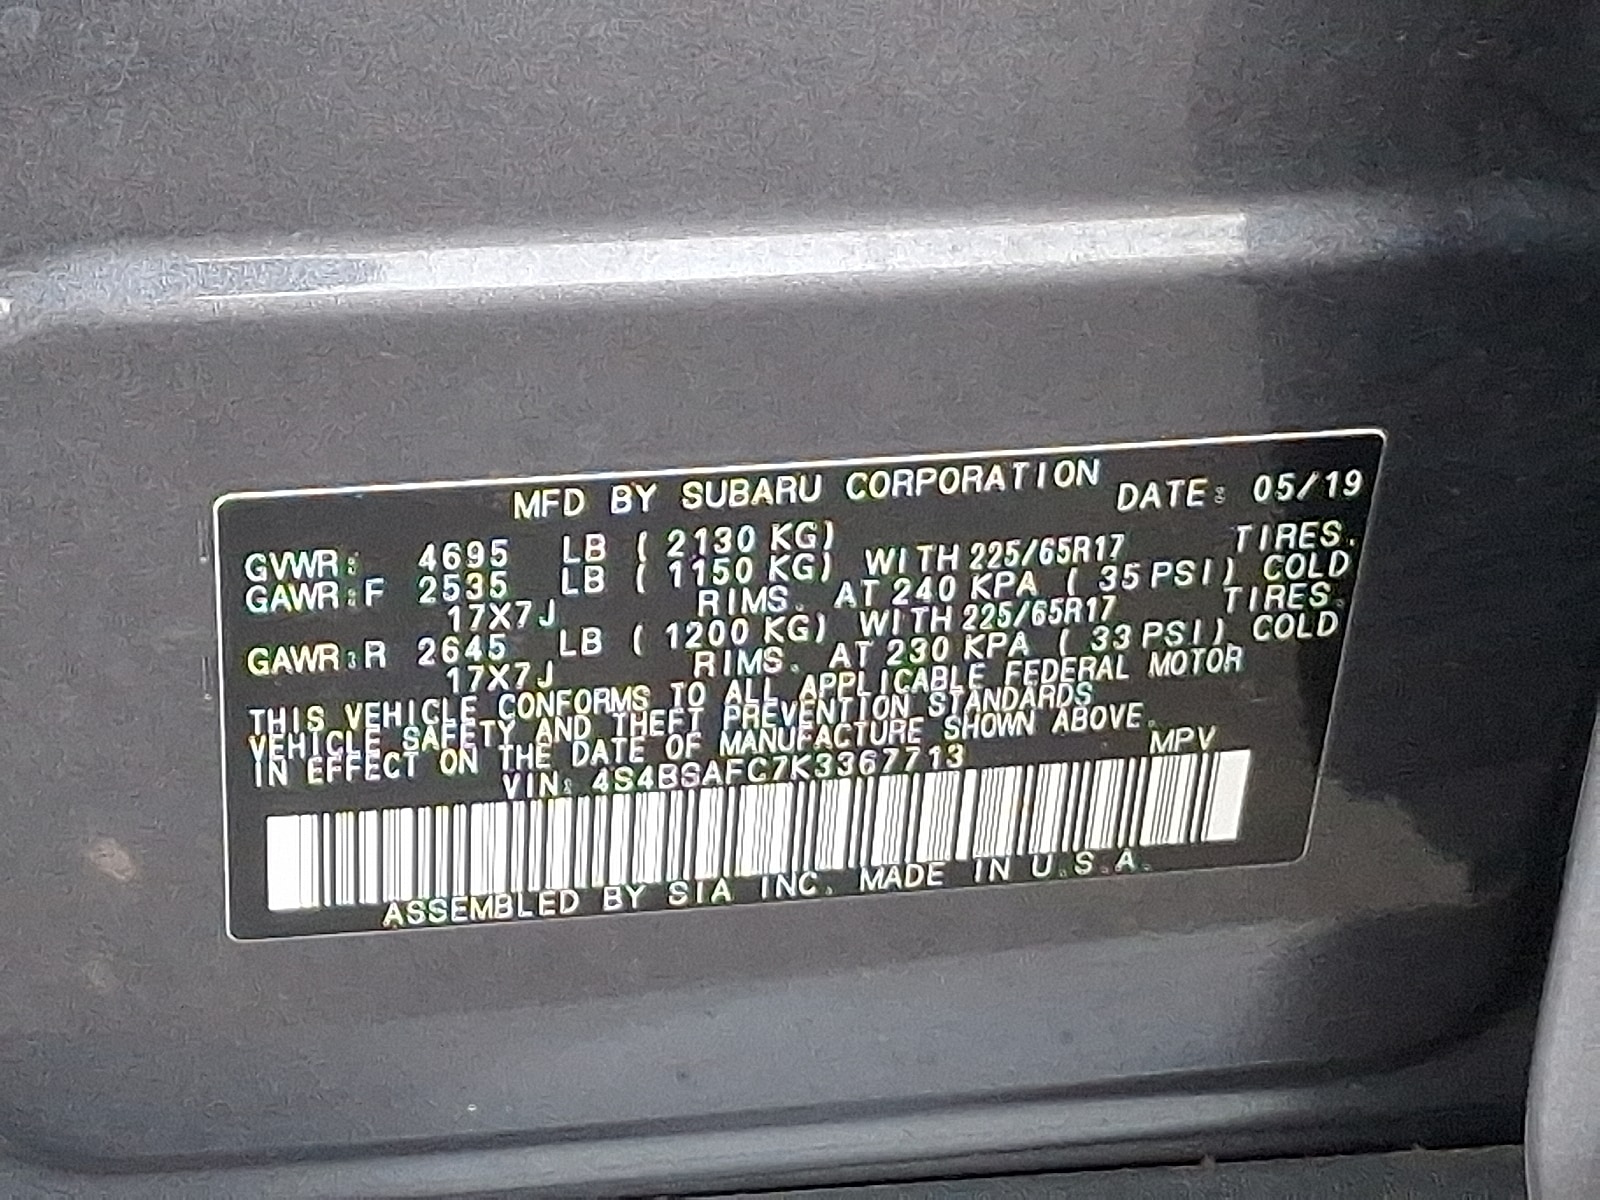 MFD BY SUBARU CORPORATION DATE: 05/19
GVWR: 4695 LB ( 2130 KG)
GAWR:F 2535 LB ( 1150 KG) WITH 225/65R17 TIRES.
17X7J RIMS. AT 240 KPA ( 35 PSI) COLD
GAWR:R 2645 LB ( 1200 KG) WITH 225/65R17 TIRES.
17X7J RIMS. AT 230 KPA ( 33 PSI) COLD
THIS VEHICLE CONFORMS TO ALL APPLICABLE FEDERAL MOTOR
VEHICLE SAFETY AND THEFT PREVENTION STANDARDS
IN EFFECT ON THE DATE OF MANUFACTURE SHOWN ABOVE.
VIN: 4S4BSAFC7K3367713 MPV
ASSEMBLED BY SIA INC. MADE IN U.S.A.